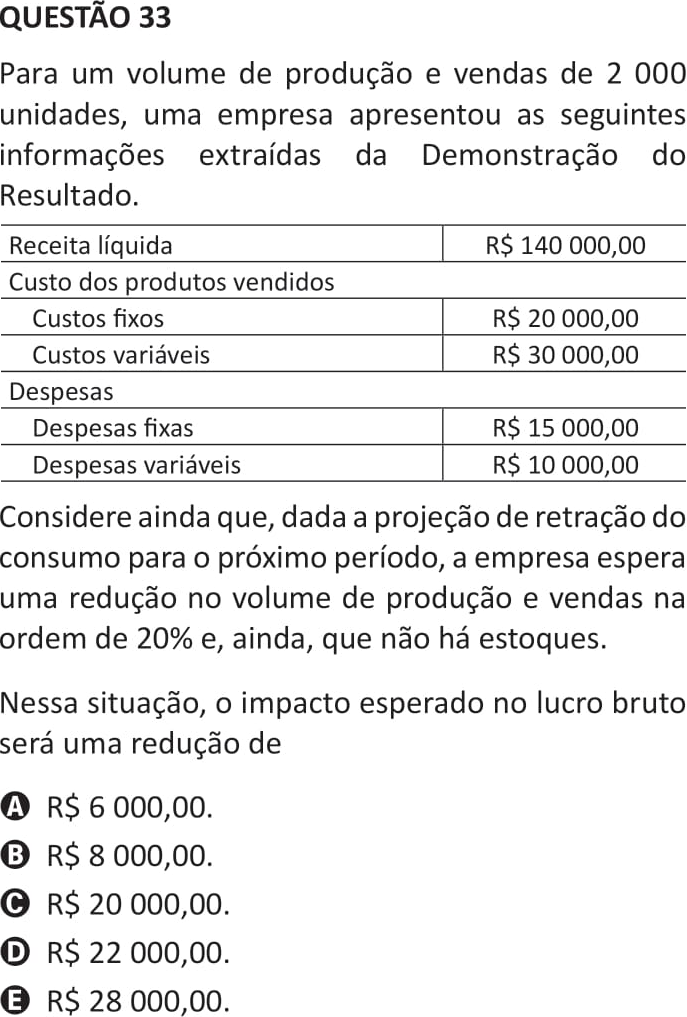 QUESTÃO 33
Para um volume de produção e vendas de 2 000
unidades, uma empresa apresentou as seguintes
informações extraídas da Demonstração do
Resultado.
Receita líquida R$ 140 000,00
Custo dos produtos vendidos
Custos fixos R$ 20 000,00
Custos variáveis R$ 30 000,00
Despesas
Despesas fixas R$ 15 000,00
Despesas variáveis R$ 10 000,00
Considere ainda que, dada a projeção de retração do
consumo para o próximo período, a empresa espera
uma redução no volume de produção e vendas na
ordem de 20% e, ainda, que não há estoques.
Nessa situação, o impacto esperado no lucro bruto
será uma redução de
A R$ 6 000,00.
B R$ 8 000,00.
C R$ 20 000,00.
D R$ 22 000,00.
E R$ 28 000,00.